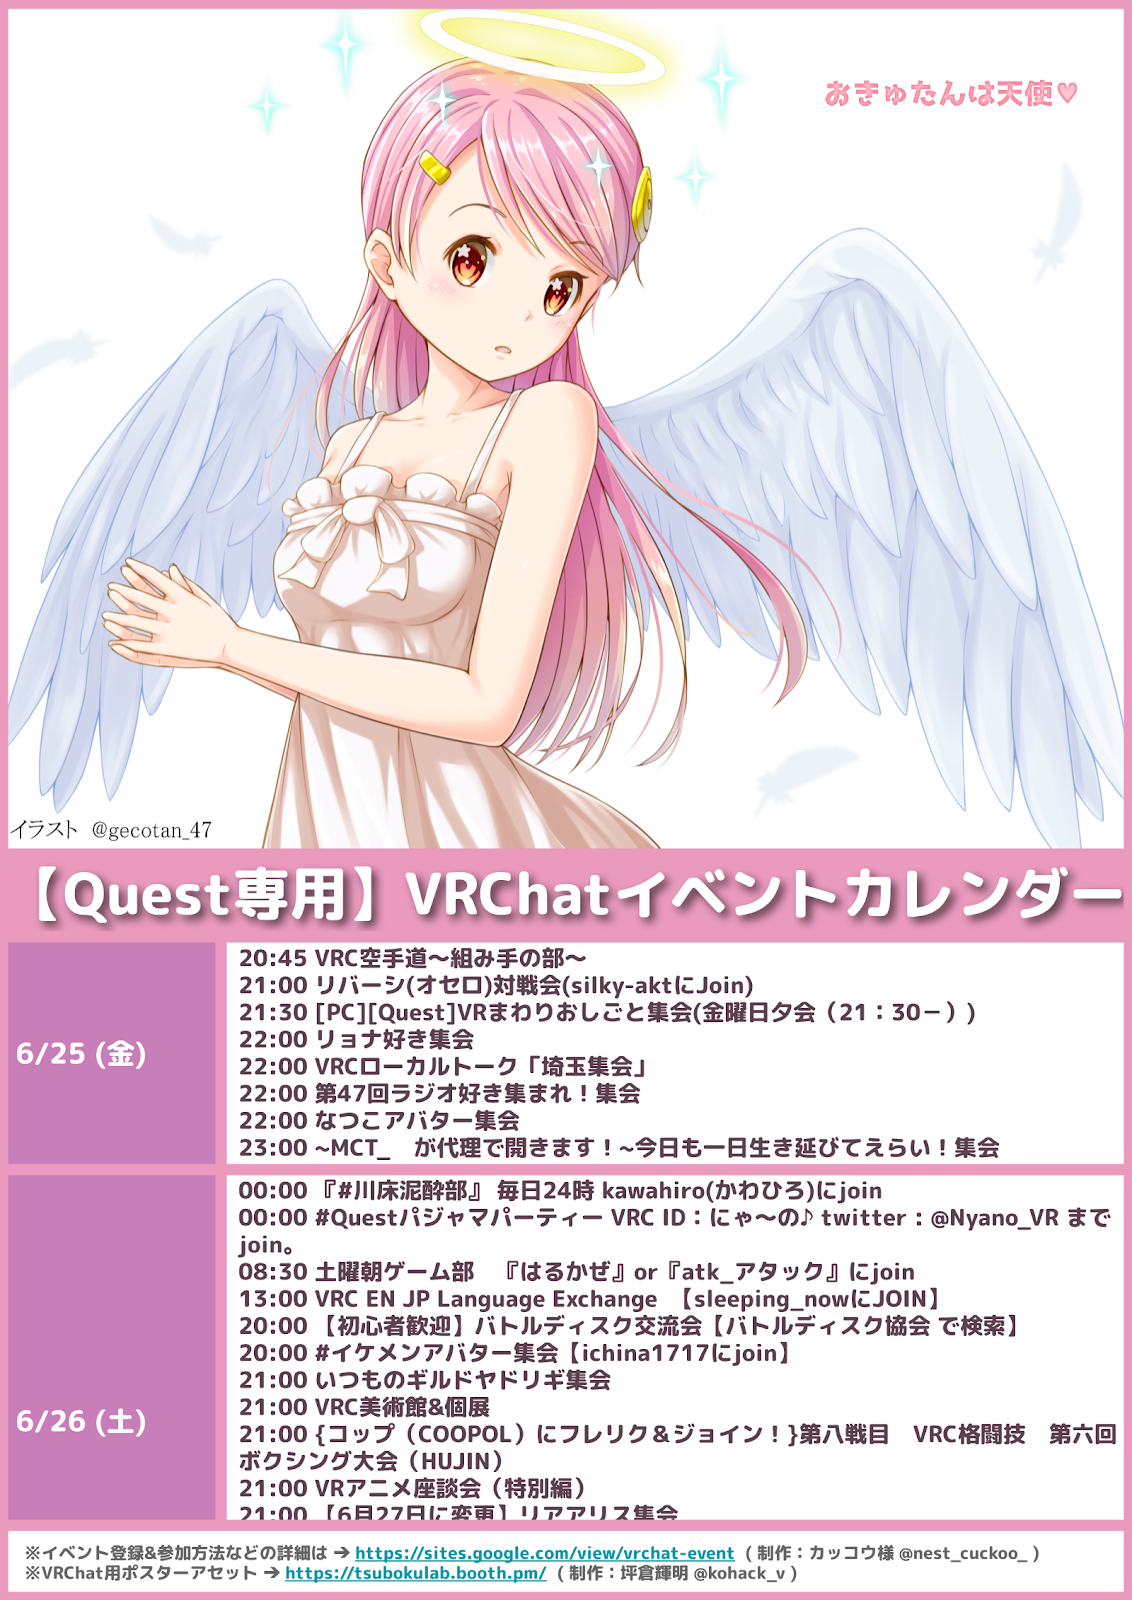 おきゅたんは天使♥
イラスト @gecotan_47
【Quest専用】VRChatイベントカレンダー
6/25 (金)
20:45 VRC空手道～組み手の部～
21:00 リバーシ(オセロ)対戦会(silky-aktにJoin)
21:30 [PC][Quest]VRまわりおしごと集会(金曜日夕会（21：30－）)
22:00 リョナ好き集会
22:00 VRCローカルトーク「埼玉集会」
22:00 第47回ラジオ好き集まれ！集会
22:00 なつこアバター集会
23:00 ~MCT_　が代理で開きます！~今日も一日生き延びてえらい！集会
6/26 (土)
00:00 『#川床泥酔部』 毎日24時 kawahiro(かわひろ)にjoin
00:00 #Questパジャマパーティー VRC ID：にゃ～の♪ twitter : @Nyano_VR まで
join。
08:30 土曜朝ゲーム部　『はるかぜ』or『atk_アタック』にjoin
13:00 VRC EN JP Language Exchange 【sleeping_nowにJOIN】
20:00 【初心者歓迎】バトルディスク交流会【バトルディスク協会 で検索】
20:00 #イケメンアバター集会【ichina1717にjoin】
21:00 いつものギルドヤドリギ集会
21:00 VRC美術館&個展
21:00 {コップ（COOPOL）にフレリク＆ジョイン！}第八戦目　VRC格闘技　第六回
ボクシング大会（HUJIN）
21:00 VRアニメ座談会（特別編）
21:00 【6月27日に変更】リアアリス集会
※イベント登録&参加方法などの詳細は ➔ https://sites.google.com/view/vrchat-event ( 制作：カッコウ様 @nest_cuckoo_ )
※VRChat用ポスターアセット ➔ https://tsubokulab.booth.pm/ ( 制作：坪倉輝明 @kohack_v )